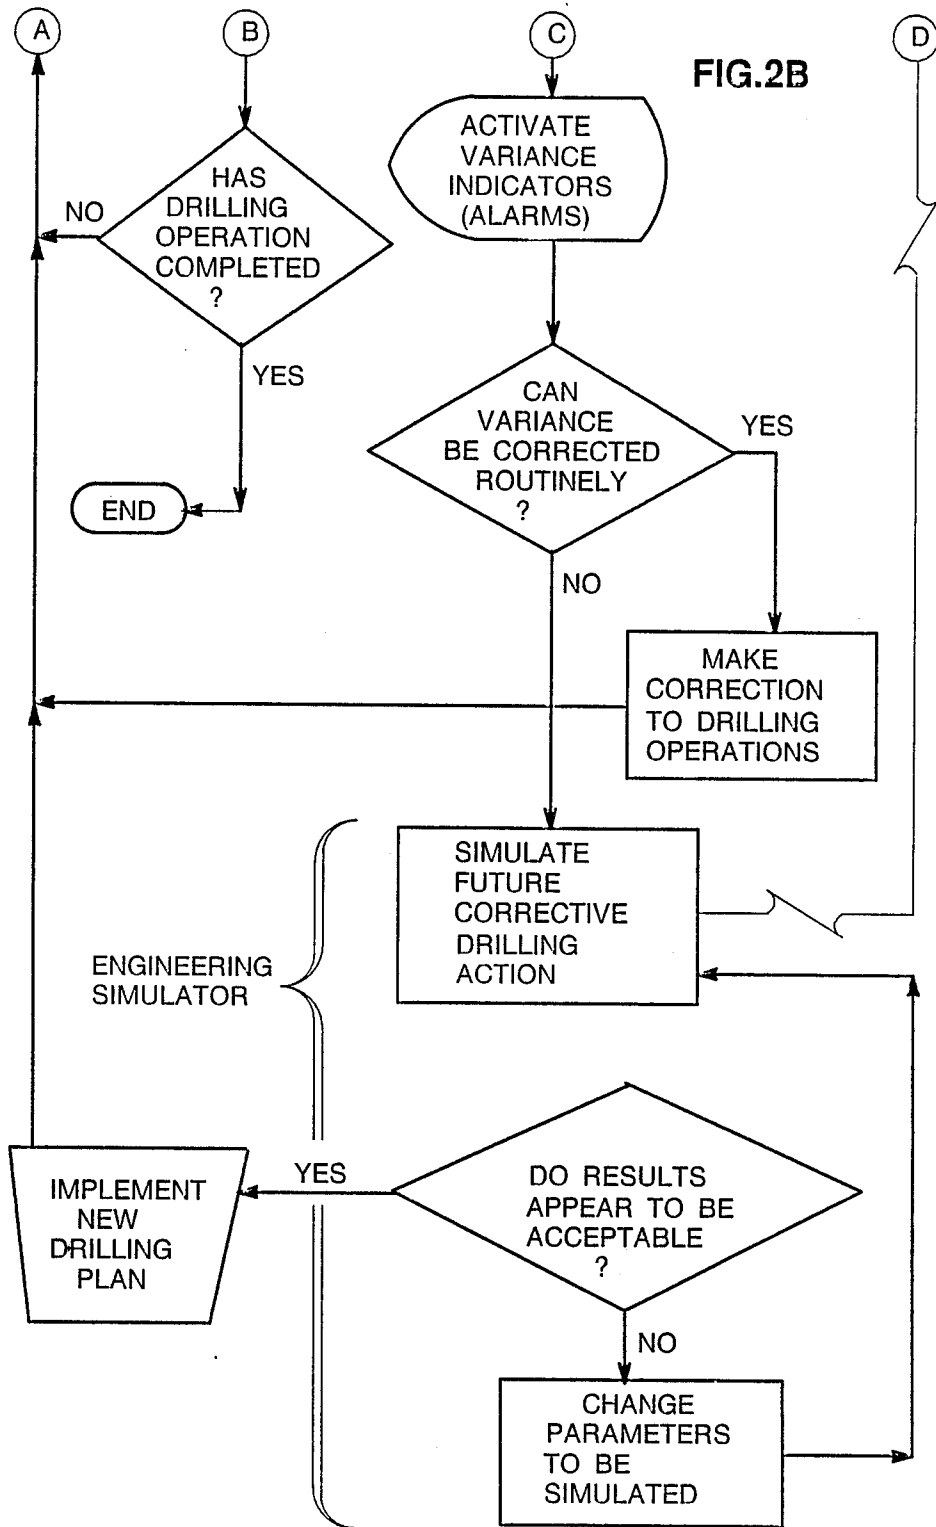 A
B
C
D
FIG.2B
ACTIVATE
VARIANCE
INDICATORS
(ALARMS)
HAS
DRILLING
OPERATION
COMPLETED
?
NO
YES
END
CAN
VARIANCE
BE CORRECTED
ROUTINELY
?
YES
NO
MAKE
CORRECTION
TO DRILLING
OPERATIONS
SIMULATE
FUTURE
CORRECTIVE
DRILLING
ACTION
ENGINEERING
SIMULATOR
DO RESULTS
APPEAR TO BE
ACCEPTABLE
?
YES
IMPLEMENT
NEW
DRILLING
PLAN
NO
CHANGE
PARAMETERS
TO BE
SIMULATED